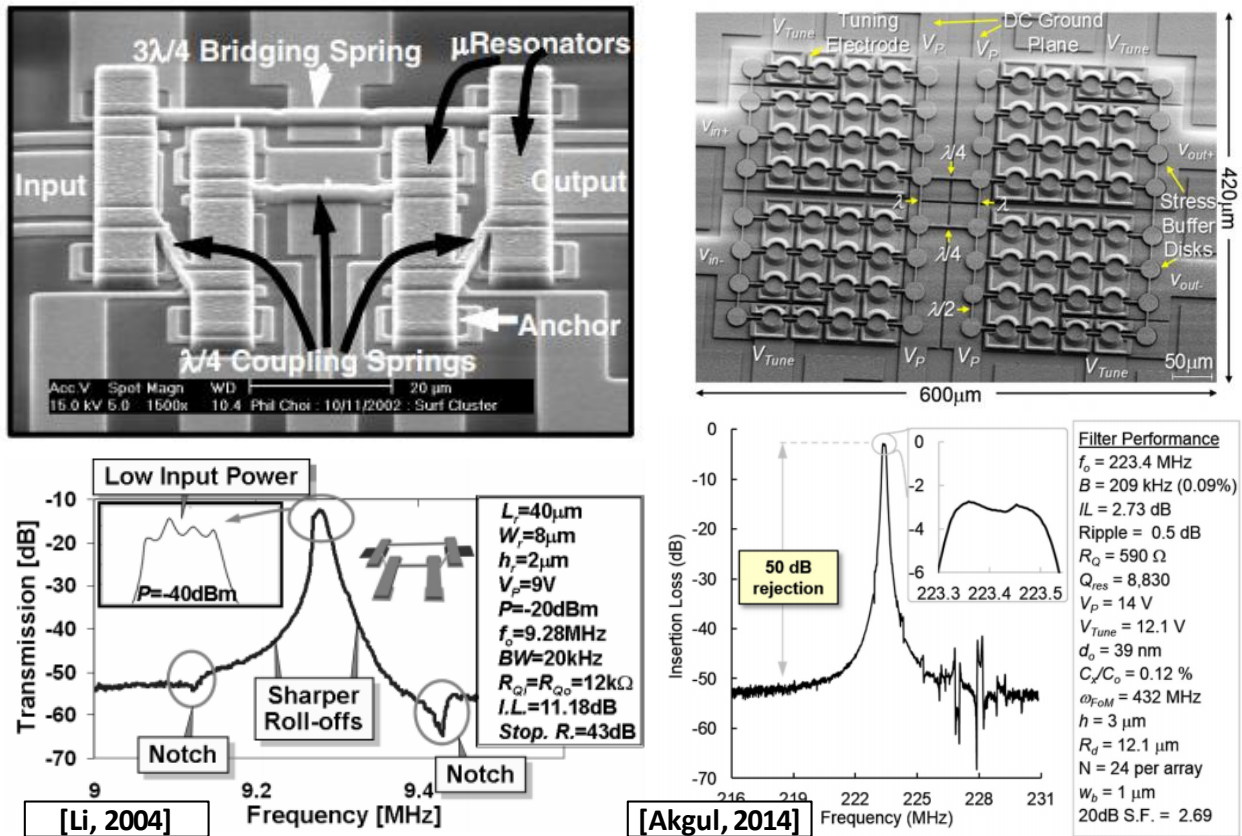 3λ/4 Bridging Spring
μResonators
Input
Output
Anchor
λ/4 Coupling Springs
Acc.V Spot Magn WD 20 μm
15.0 kV 5.0 1500x 10.4 Phil Choi : 10/11/2002 : Surf Cluster
Tuning
Electrode
DC Ground
Plane
V_Tune
V_P
V_P
V_Tune
v_in+
v_out+
λ/4
λ
λ
Stress
Buffer
Disks
λ/4
v_in-
v_out-
λ/2
V_Tune
V_P
V_P
V_Tune
50μm
420μm
600μm
Low Input Power
P=-40dBm
Transmission [dB]
-10
-20
-30
-40
-50
-60
-70
Notch
Sharper
Roll-offs
Notch
L_r=40μm
W_r=8μm
h_r=2μm
V_P=9V
P=-20dBm
f_o=9.28MHz
BW=20kHz
R_Qi=R_Qo=12kΩ
I.L.=11.18dB
Stop. R.=43dB
9 9.2 9.4
Frequency [MHz]
[Li, 2004]
Insertion Loss (dB)
0
-10
-20
-30
-40
-50
-60
-70
50 dB
rejection
0
-2
-4
-6
223.3 223.4 223.5
216 219 222 225 228 231
Frequency (MHz)
[Akgul, 2014]
Filter Performance
f_o = 223.4 MHz
B = 209 kHz (0.09%)
IL = 2.73 dB
Ripple = 0.5 dB
R_Q = 590 Ω
Q_res = 8,830
V_P = 14 V
V_Tune = 12.1 V
d_o = 39 nm
C_x/C_o = 0.12 %
ω_FoM = 432 MHz
h = 3 μm
R_d = 12.1 μm
N = 24 per array
w_b = 1 μm
20dB S.F. = 2.69